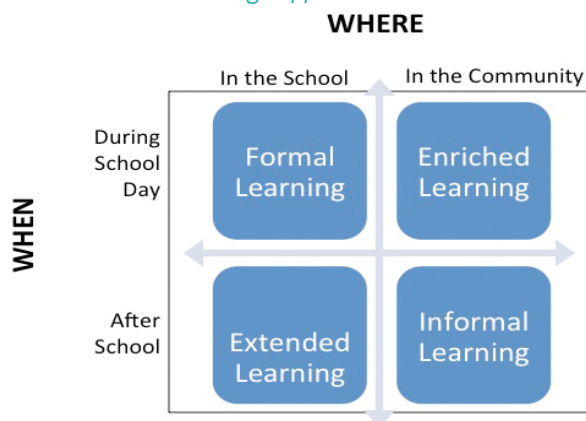 WHERE
In the School In the Community
During
School
Day
Formal
Learning
Enriched
Learning
WHEN
After
School
Extended
Learning
Informal
Learning